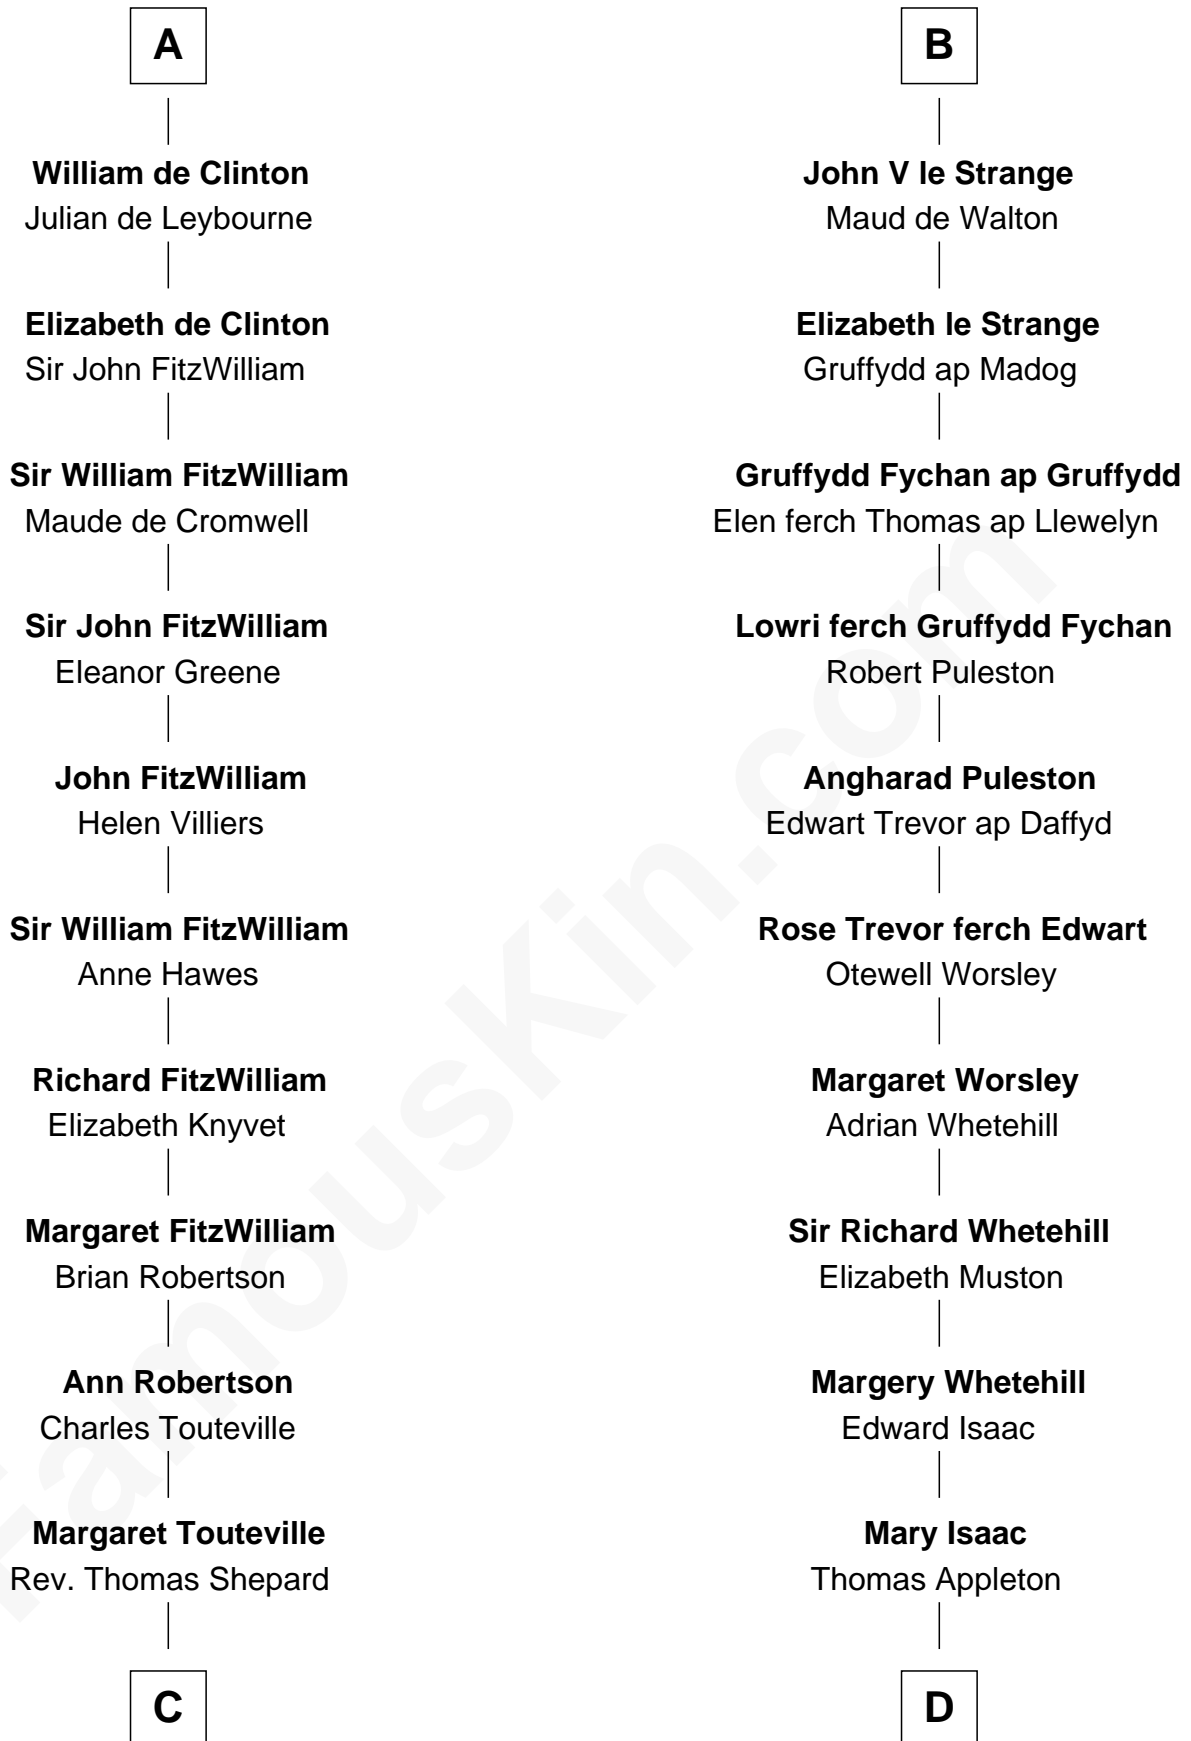 A
William de Clinton
Julian de Leybourne
Elizabeth de Clinton
Sir John FitzWilliam
Sir William FitzWilliam
Maude de Cromwell
Sir John FitzWilliam
Eleanor Greene
John FitzWilliam
Helen Villiers
Sir William FitzWilliam
Anne Hawes
Richard FitzWilliam
Elizabeth Knyvet
Margaret FitzWilliam
Brian Robertson
Ann Robertson
Charles Touteville
Margaret Touteville
Rev. Thomas Shepard
C
B
John V le Strange
Maud de Walton
Elizabeth le Strange
Gruffydd ap Madog
Gruffydd Fychan ap Gruffydd
Elen ferch Thomas ap Llewelyn
Lowri ferch Gruffydd Fychan
Robert Puleston
Angharad Puleston
Edwart Trevor ap Daffyd
Rose Trevor ferch Edwart
Otewell Worsley
Margaret Worsley
Adrian Whetehill
Sir Richard Whetehill
Elizabeth Muston
Margery Whetehill
Edward Isaac
Mary Isaac
Thomas Appleton
D
FamousKin.com